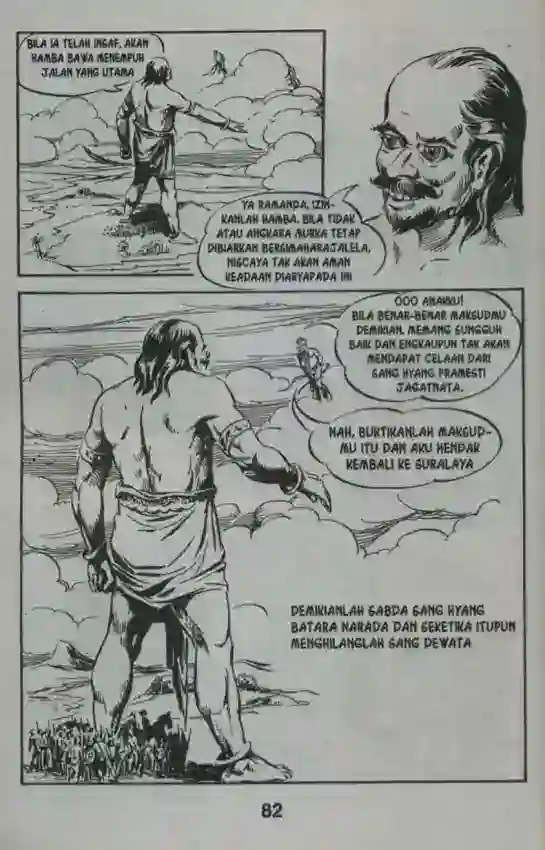 BILA IA TELAH INSAF, AKAN
HAMBA BAWA MENEMPUH
JALAN YANG UTAMA
YA RAMANDA, IZIN-
KANLAH HAMBA. BILA TIDAK
ATAU ANGKARA MURKA TETAP
DIBIARKAN BERSIMAHARAJALELA,
NISCAYA TAK AKAN AMAN
KEADAAN DIARYAPADA INI
OOO ANAKKU!
BILA BENAR-BENAR MAKSUDMU
DEMIKIAN, MEMANG SUNGGUH
BAIK DAN ENGKAUPUN TAK AKAN
MENDAPAT CELAAN DARI
SANG HYANG PRAMESTI
JAGATNATA.
NAH, BUKTIKANLAH MAKSUD-
MU ITU DAN AKU HENDAK
KEMBALI KE SURALAYA
DEMIKIANLAH SABDA SANG HYANG
BATARA NARADA DAN SEKETIKA ITUPUN
MENGHILANGLAH SANG DEWATA
82